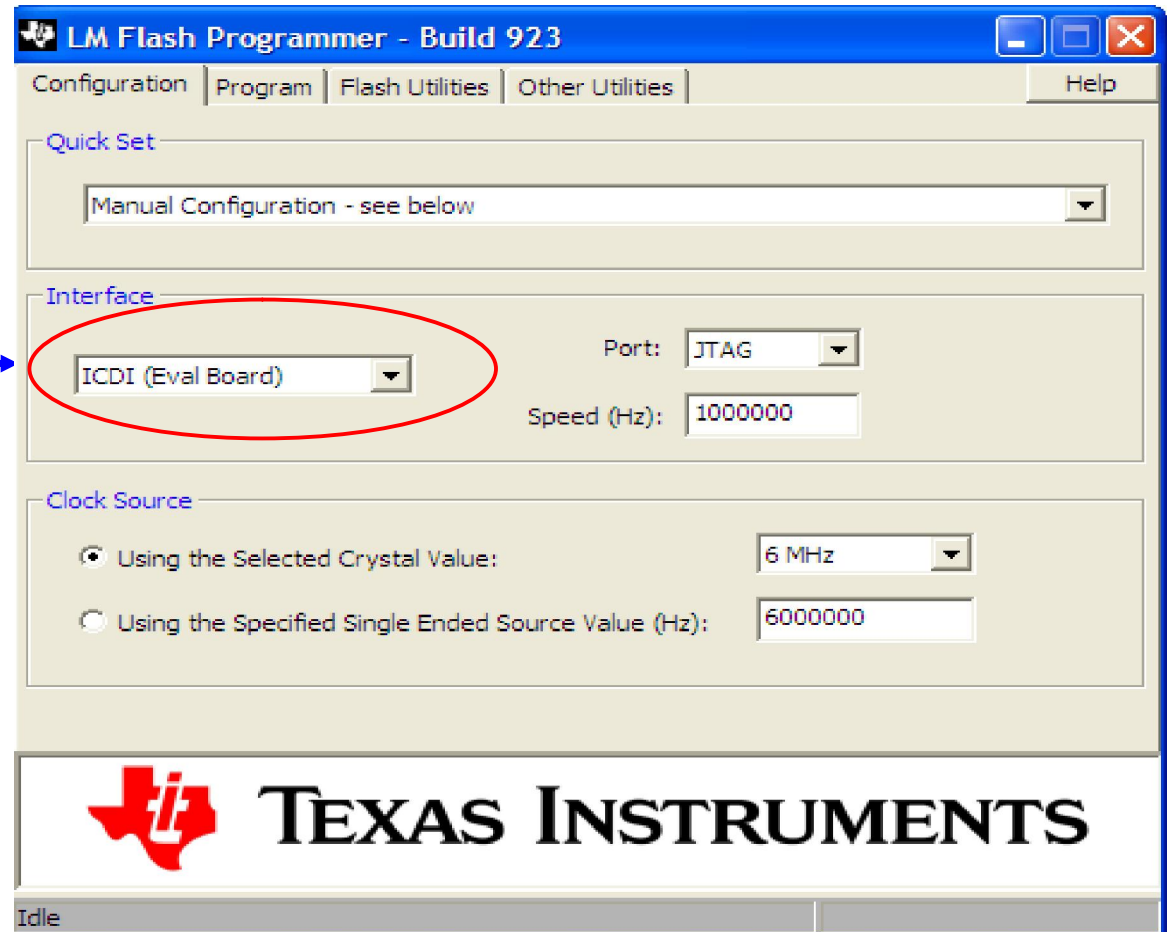 LM Flash Programmer - Build 923
Configuration Program Flash Utilities Other Utilities Help
Quick Set
Manual Configuration - see below
Interface
Port: JTAG
ICDI (Eval Board)
Speed (Hz): 1000000
Clock Source
Using the Selected Crystal Value: 6 MHz
Using the Specified Single Ended Source Value (Hz): 6000000
TEXAS INSTRUMENTS
Idle